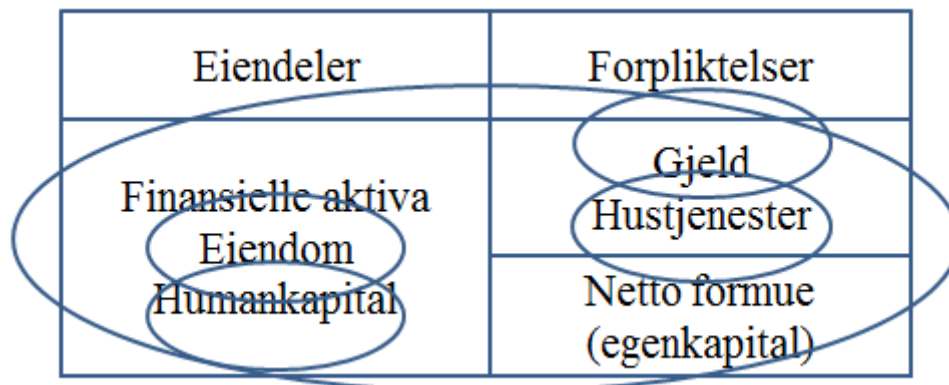 Eiendeler
Forpliktelser
Finansielle aktiva
Eiendom
Humankapital
Gjeld
Hustjenester
Netto formue
(egenkapital)